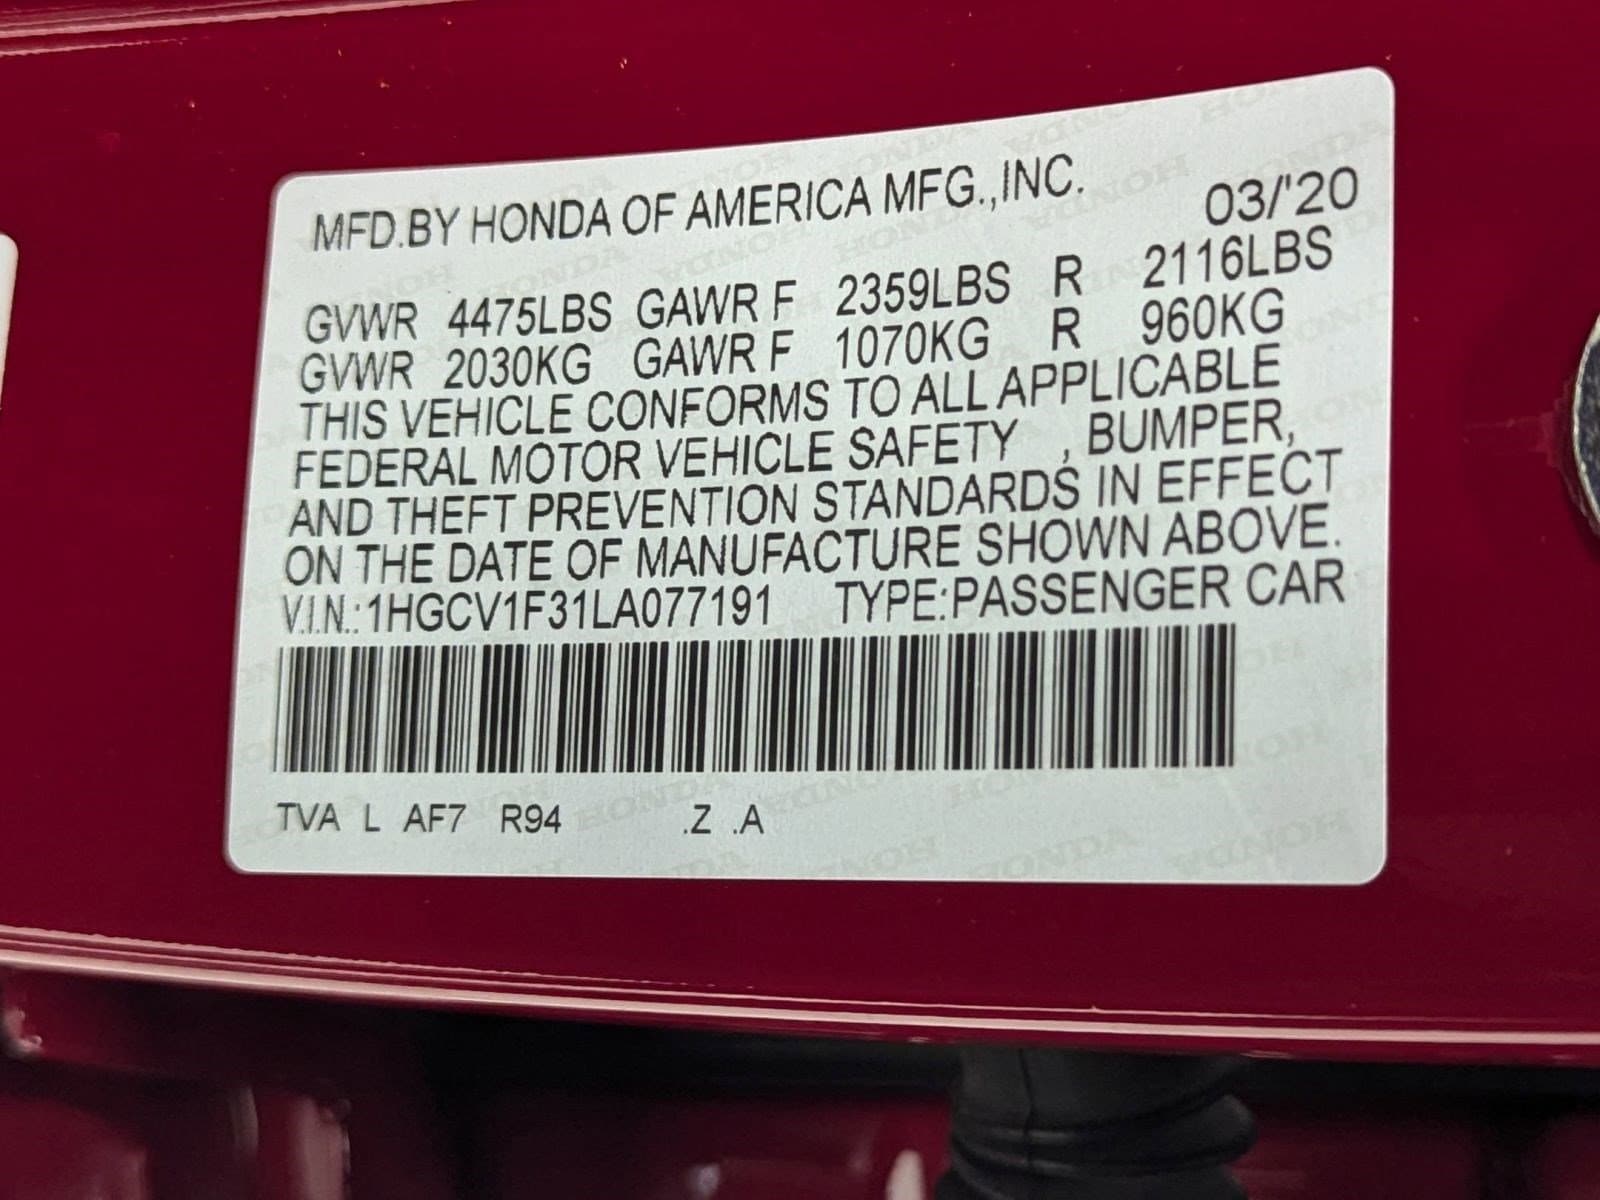 MFD.BY HONDA OF AMERICA MFG.,INC. 03/'20
GVWR 4475LBS GAWR F 2359LBS R 2116LBS
GVWR 2030KG GAWR F 1070KG R 960KG
THIS VEHICLE CONFORMS TO ALL APPLICABLE
FEDERAL MOTOR VEHICLE SAFETY , BUMPER,
AND THEFT PREVENTION STANDARDS IN EFFECT
ON THE DATE OF MANUFACTURE SHOWN ABOVE.
V.I.N.:1HGCV1F31LA077191 TYPE:PASSENGER CAR
TVA L AF7 R94 .Z .A